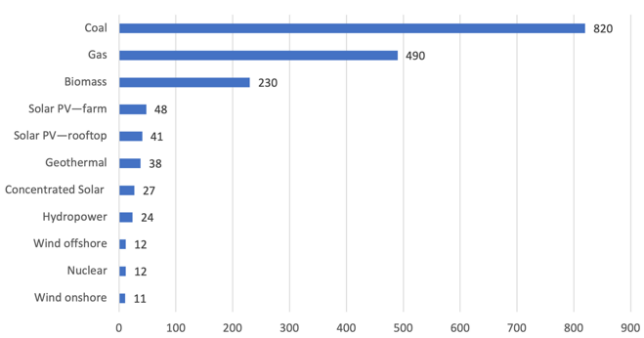 Coal 820
Gas 490
Biomass 230
Solar PV—farm 48
Solar PV—rooftop 41
Geothermal 38
Concentrated Solar 27
Hydropower 24
Wind offshore 12
Nuclear 12
Wind onshore 11
0 100 200 300 400 500 600 700 800 900